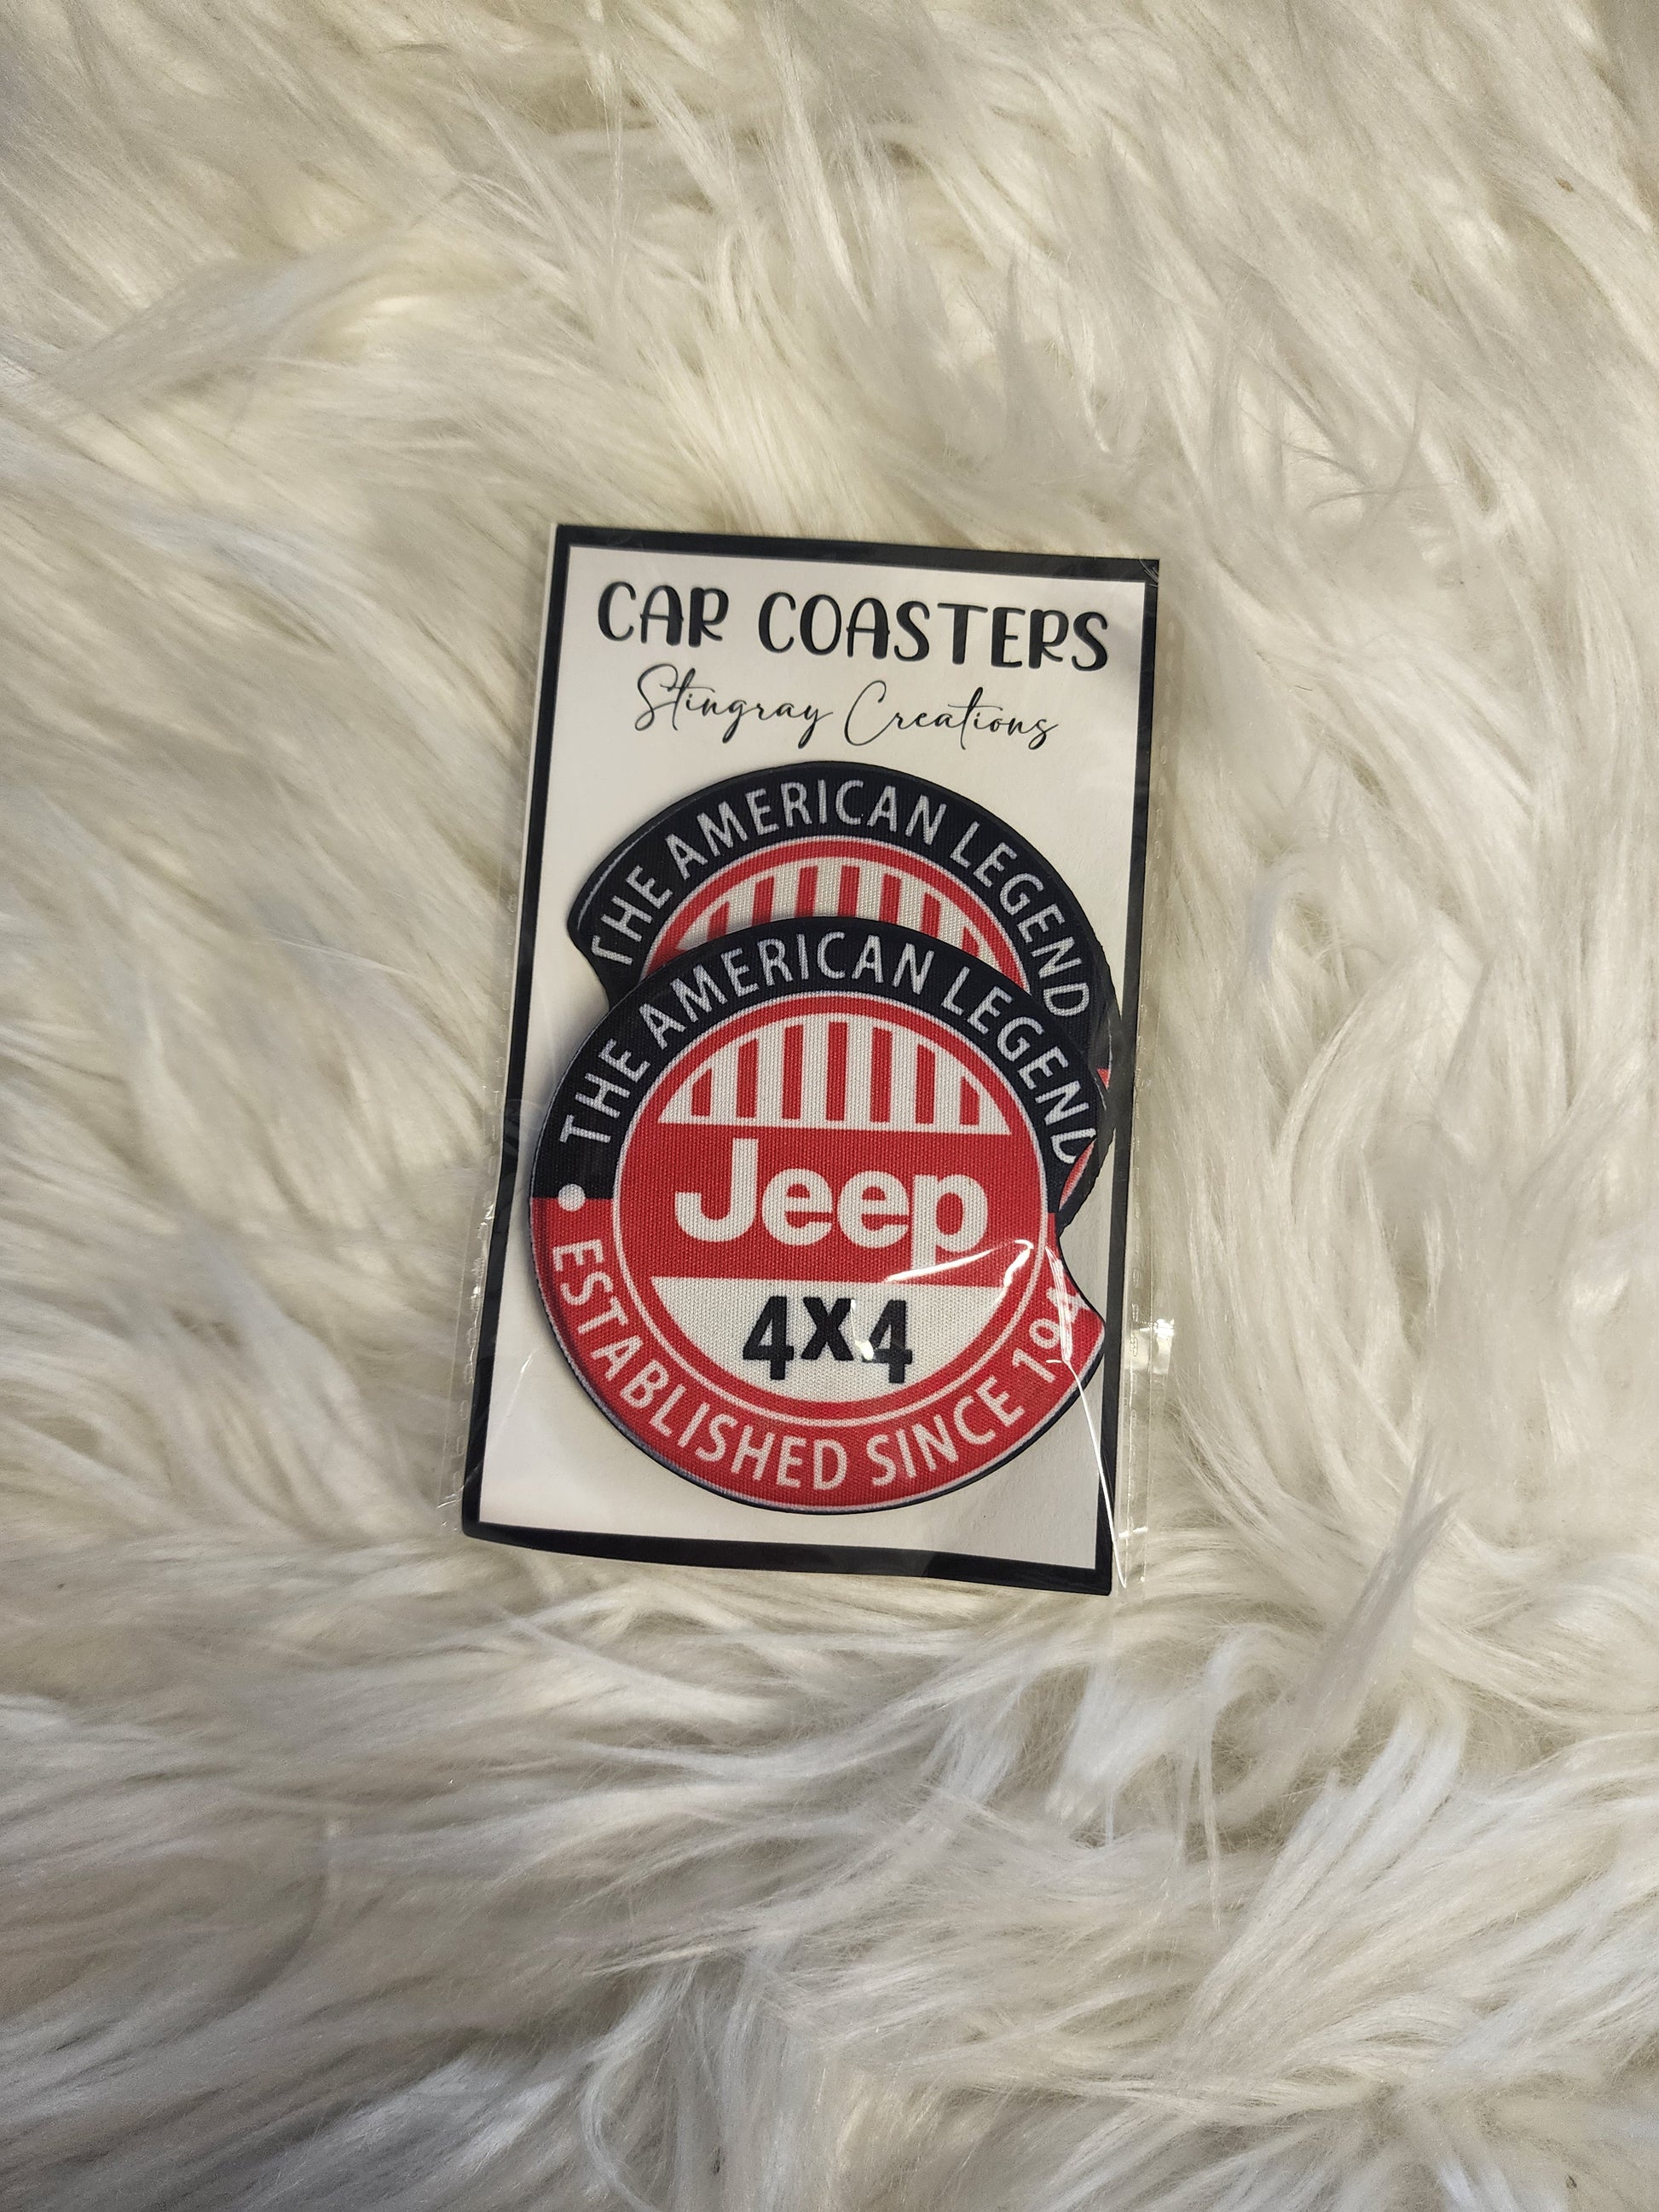 CAR COASTERS
Stingray Creations
THE AMERICAN LEGEND
THE AMERICAN LEGEND
Jeep
4X4
ESTABLISHED SINCE